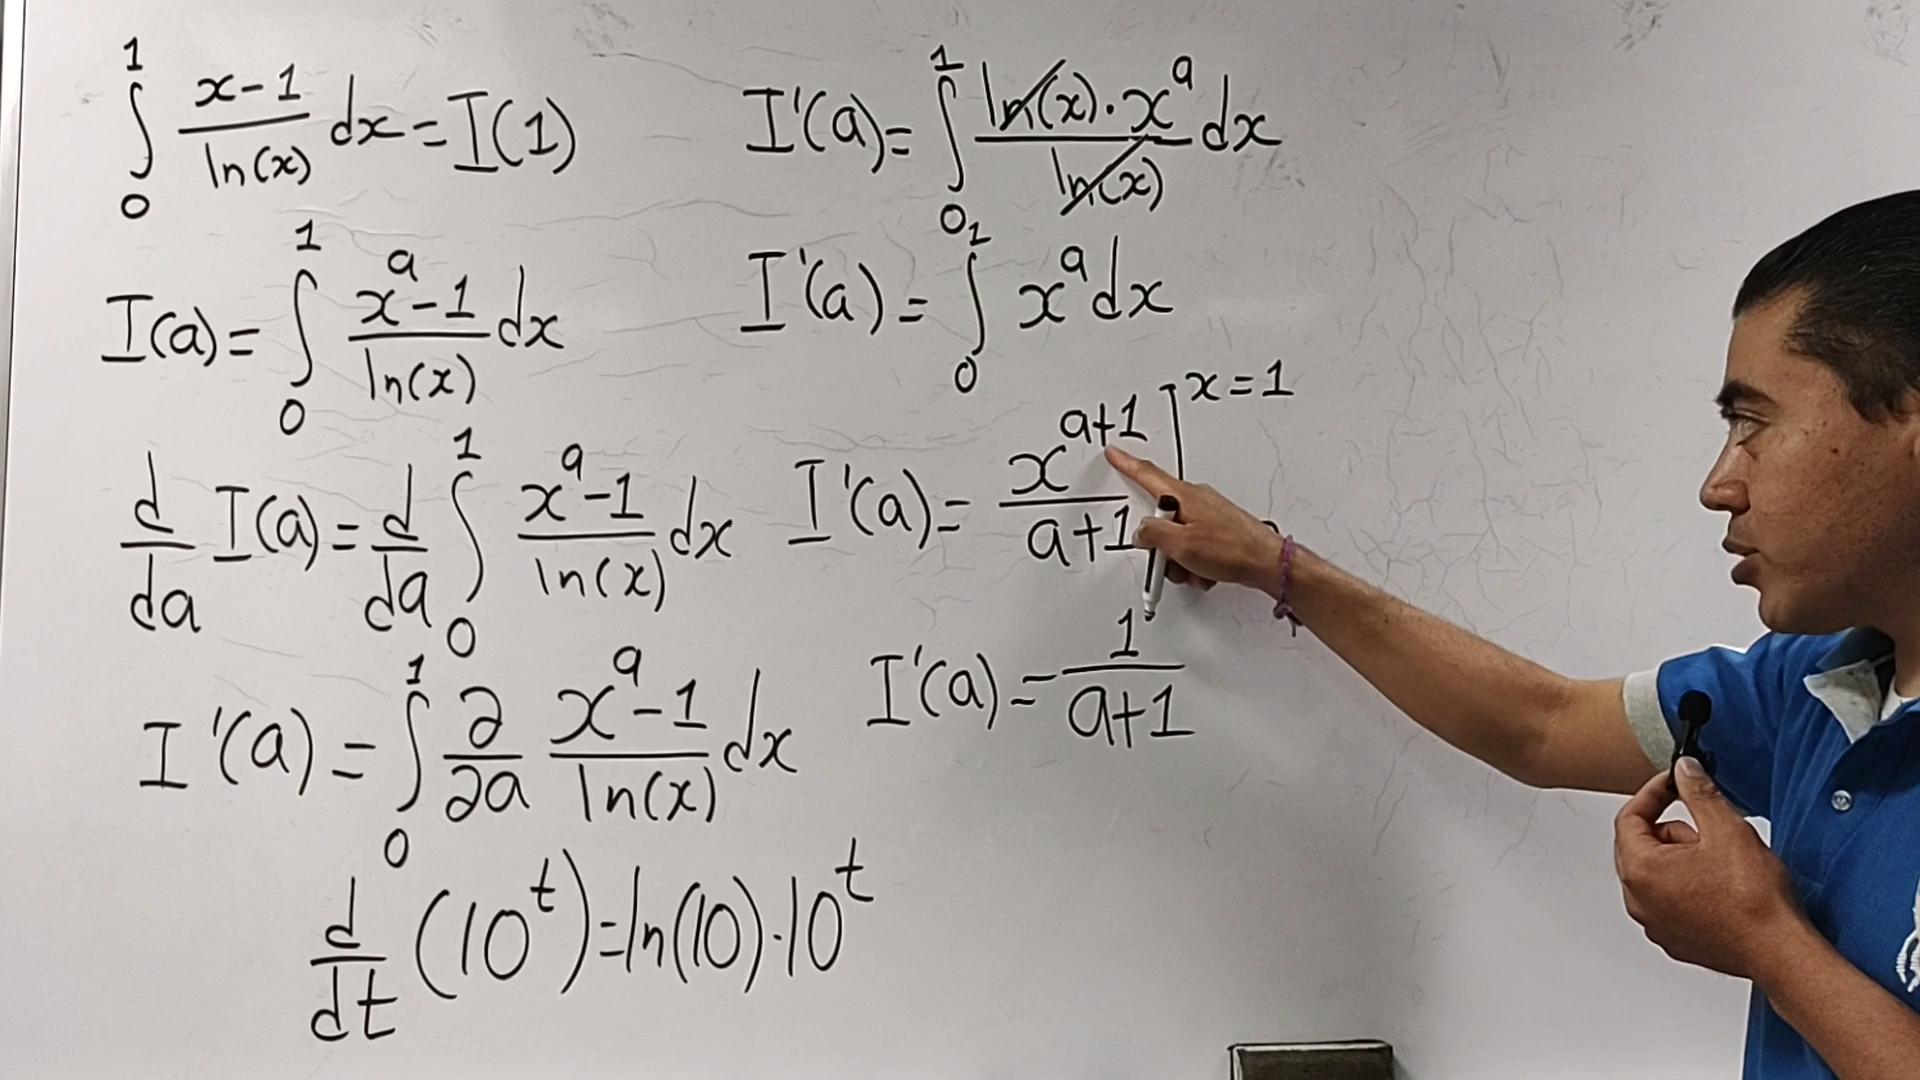 ∫₀¹ (x-1)/ln(x) dx = I(1)
I(a) = ∫₀¹ (xᵃ-1)/ln(x) dx
d/da I(a) = d/da ∫₀¹ (xᵃ-1)/ln(x) dx
I'(a) = ∫₀¹ ∂/∂a (xᵃ-1)/ln(x) dx
d/dt (10ᵗ) = ln(10)·10ᵗ
I'(a) = ∫₀¹ ln(x)·xᵃ/ln(x) dx
I'(a) = ∫₀¹ xᵃ dx
I'(a) = xᵃ⁺¹/(a+1) ] x=1
I'(a) = 1/(a+1)